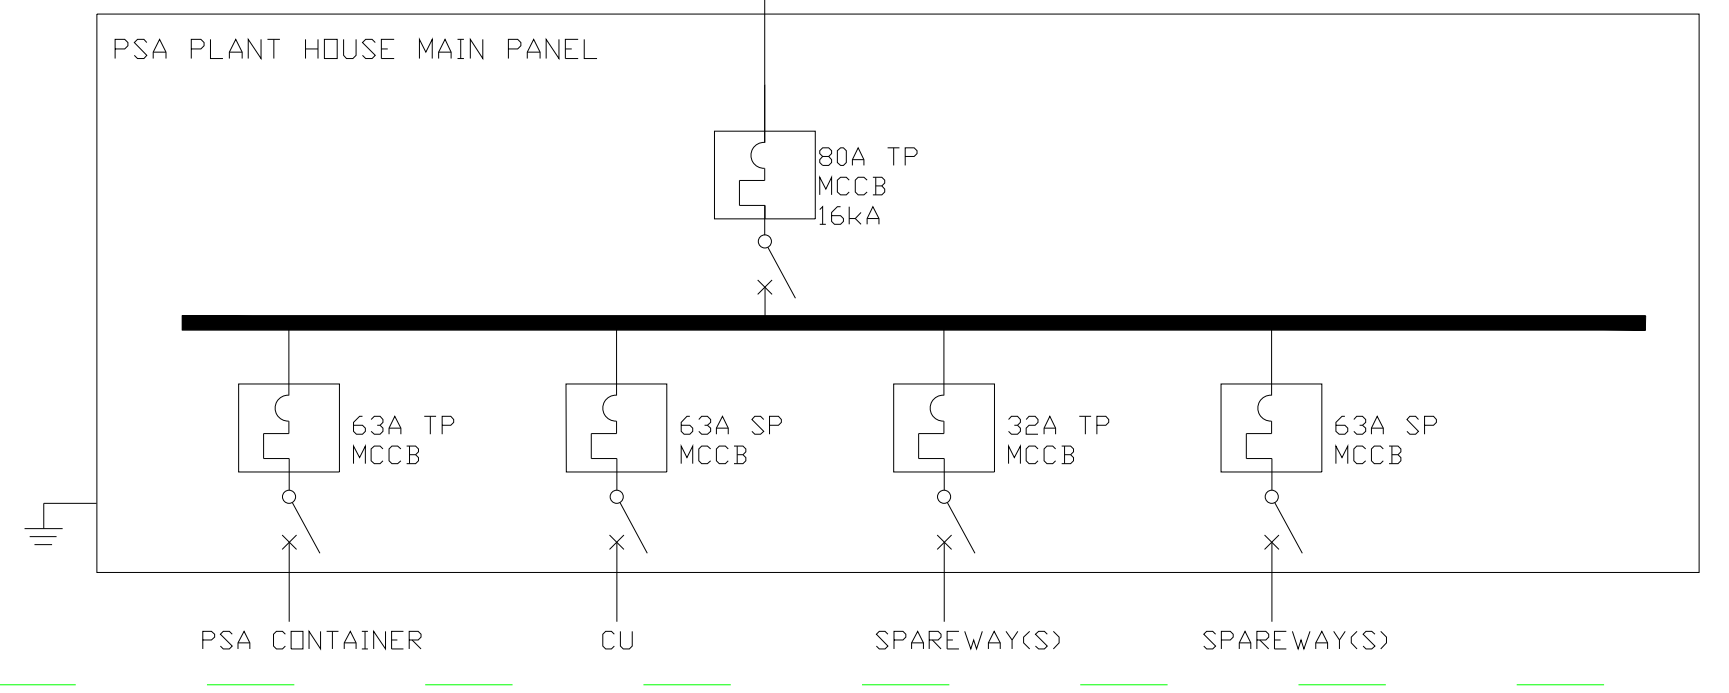 PSA PLANT HOUSE MAIN PANEL
80A TP
MCCB
16kA
63A TP
MCCB
63A SP
MCCB
32A TP
MCCB
63A SP
MCCB
PSA CONTAINER
CU
SPAREWAY(S)
SPAREWAY(S)